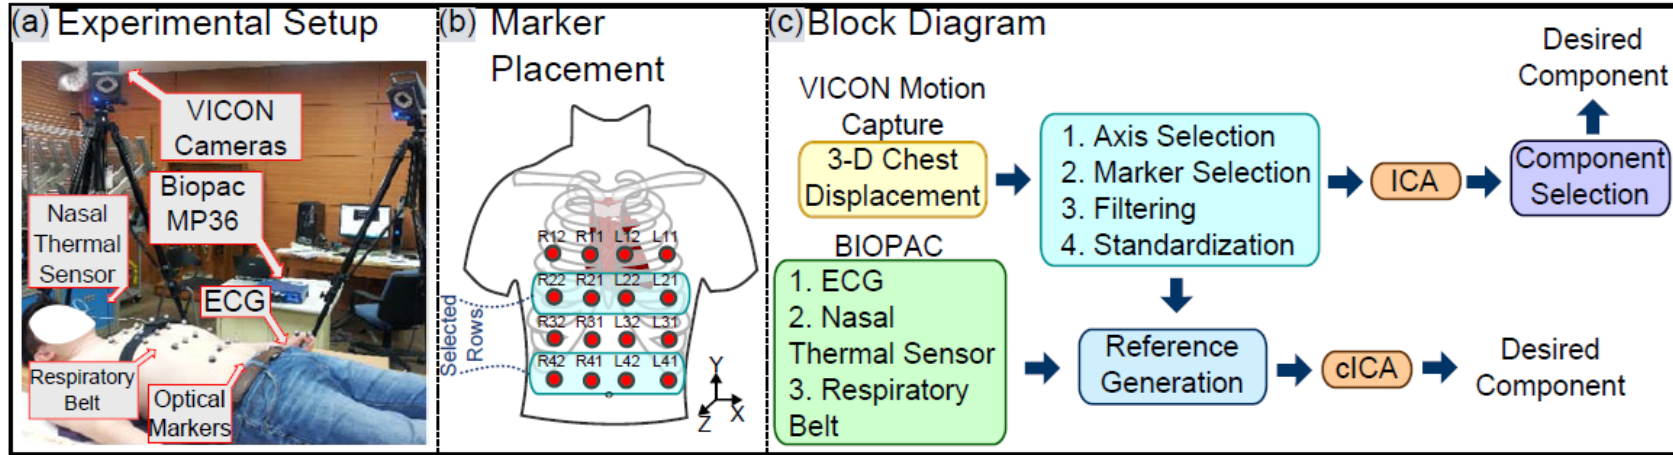 (a) Experimental Setup
VICON
Cameras
Biopac
MP36
Nasal
Thermal
Sensor
ECG
Respiratory
Belt
Optical
Markers
(b) Marker
Placement
R12 R11 L12 L11
R22 R21 L22 L21
R32 R31 L32 L31
R42 R41 L42 L41
Selected
Rows
Y
X
Z
(c) Block Diagram
VICON Motion
Capture
3-D Chest
Displacement
1. Axis Selection
2. Marker Selection
3. Filtering
4. Standardization
ICA
Component
Selection
Desired
Component
BIOPAC
1. ECG
2. Nasal
Thermal Sensor
3. Respiratory
Belt
Reference
Generation
cICA
Desired
Component